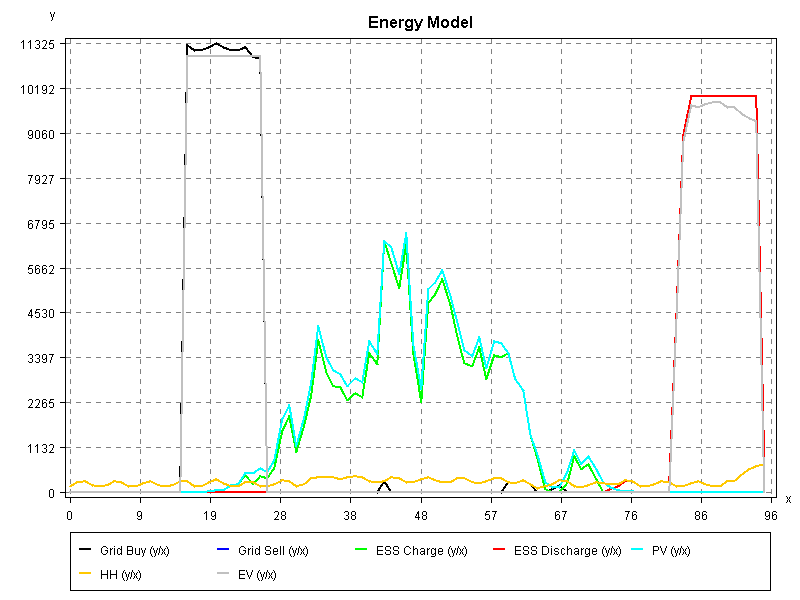 Energy Model
y
11325
10192
9060
7927
6795
5662
4530
3397
2265
1132
0
0 9 19 28 38 48 57 67 76 86 96
x
Grid Buy (y/x) Grid Sell (y/x) ESS Charge (y/x) ESS Discharge (y/x) PV (y/x)
HH (y/x) EV (y/x)